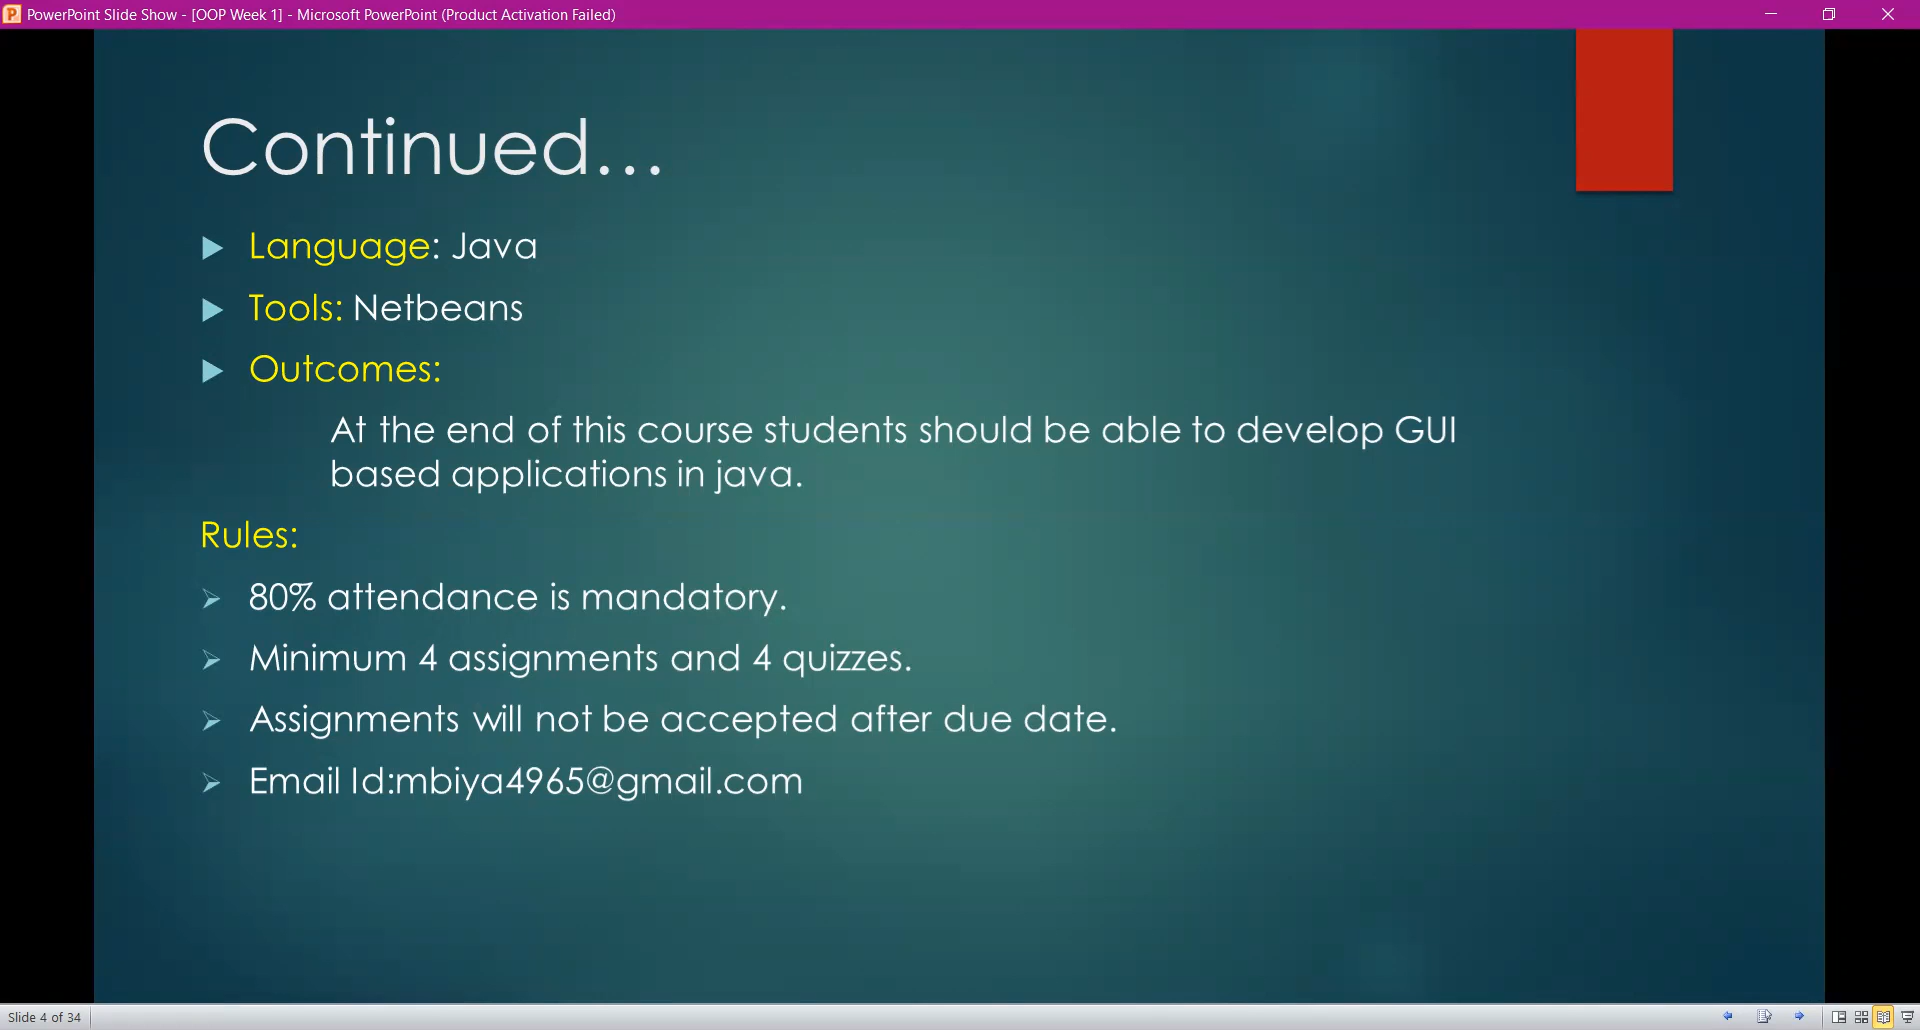 PowerPoint Slide Show - [OOP Week 1] - Microsoft PowerPoint (Product Activation Failed)
Continued...
Language: Java
Tools: Netbeans
Outcomes:
At the end of this course students should be able to develop GUI
based applications in java.
Rules:
80% attendance is mandatory.
Minimum 4 assignments and 4 quizzes.
Assignments will not be accepted after due date.
Email Id:mbiya4965@gmail.com
Slide 4 of 34